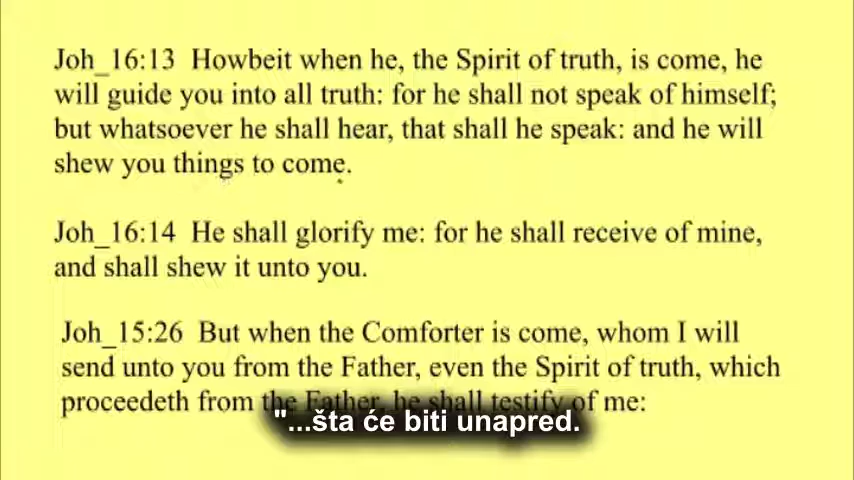 Joh_16:13 Howbeit when he, the Spirit of truth, is come, he
will guide you into all truth: for he shall not speak of himself;
but whatsoever he shall hear, that shall he speak: and he will
shew you things to come.
Joh_16:14 He shall glorify me: for he shall receive of mine,
and shall shew it unto you.
Joh_15:26 But when the Comforter is come, whom I will
send unto you from the Father, even the Spirit of truth, which
proceedeth from the Father, he shall testify of me:
"...šta će biti unapred.